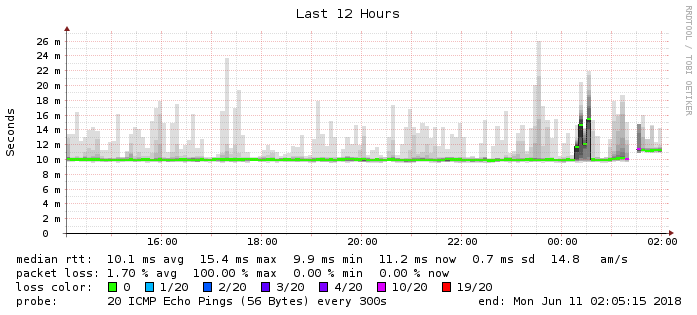 Last 12 Hours
RRDTOOL / TOBI OETIKER
Seconds
26 m
24 m
22 m
20 m
18 m
16 m
14 m
12 m
10 m
8 m
6 m
4 m
2 m
0
16:00 18:00 20:00 22:00 00:00 02:00
median rtt: 10.1 ms avg 15.4 ms max 9.9 ms min 11.2 ms now 0.7 ms sd 14.8 am/s
packet loss: 1.70 % avg 100.00 % max 0.00 % min 0.00 % now
loss color: 0 1/20 2/20 3/20 4/20 10/20 19/20
probe: 20 ICMP Echo Pings (56 Bytes) every 300s end: Mon Jun 11 02:05:15 2018